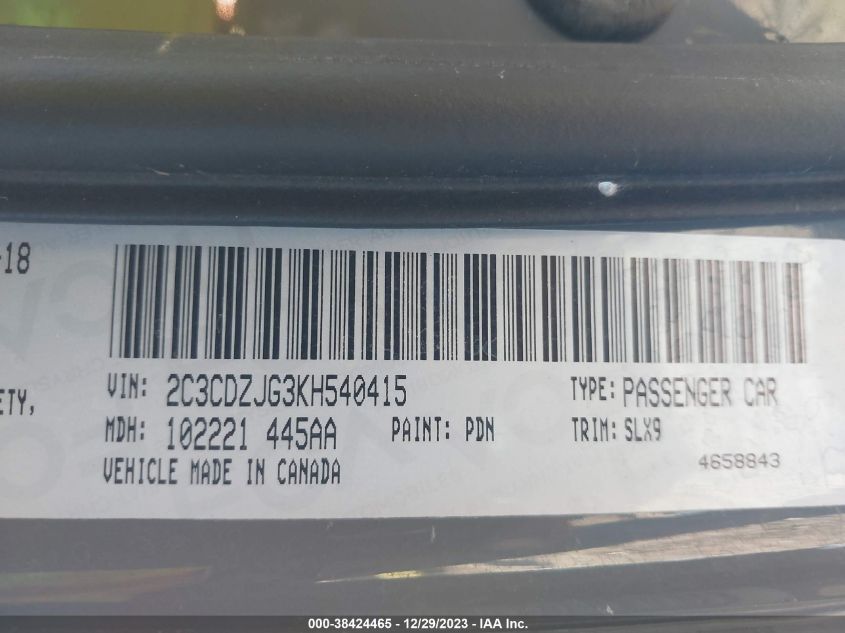 -18
ETY,
VIN: 2C3CDZJG3KH540415 TYPE: PASSENGER CAR
MDH: 102221 445AA PAINT: PDN TRIM: SLX9
VEHICLE MADE IN CANADA 4658843
000-38424465 - 12/29/2023 - IAA Inc.